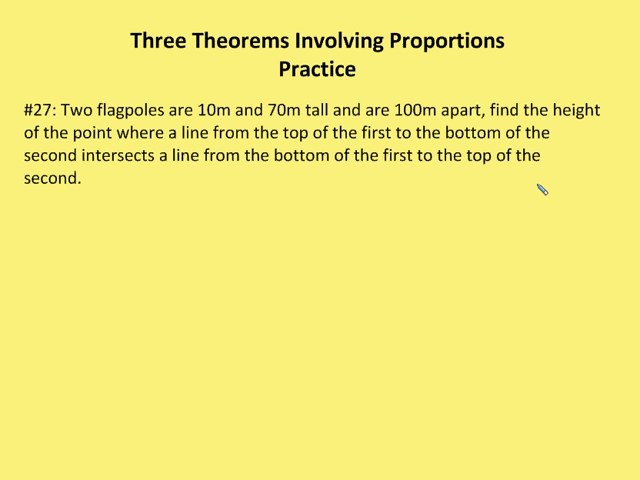 Three Theorems Involving Proportions
Practice
#27: Two flagpoles are 10m and 70m tall and are 100m apart, find the height
of the point where a line from the top of the first to the bottom of the
second intersects a line from the bottom of the first to the top of the
second.